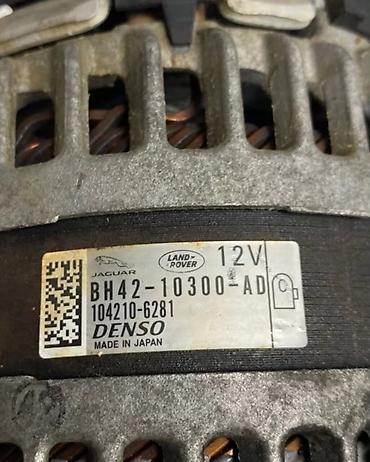 JAGUAR
LAND-
ROVER
12V
BH42-10300-AD
104210-6281
DENSO
MADE IN JAPAN